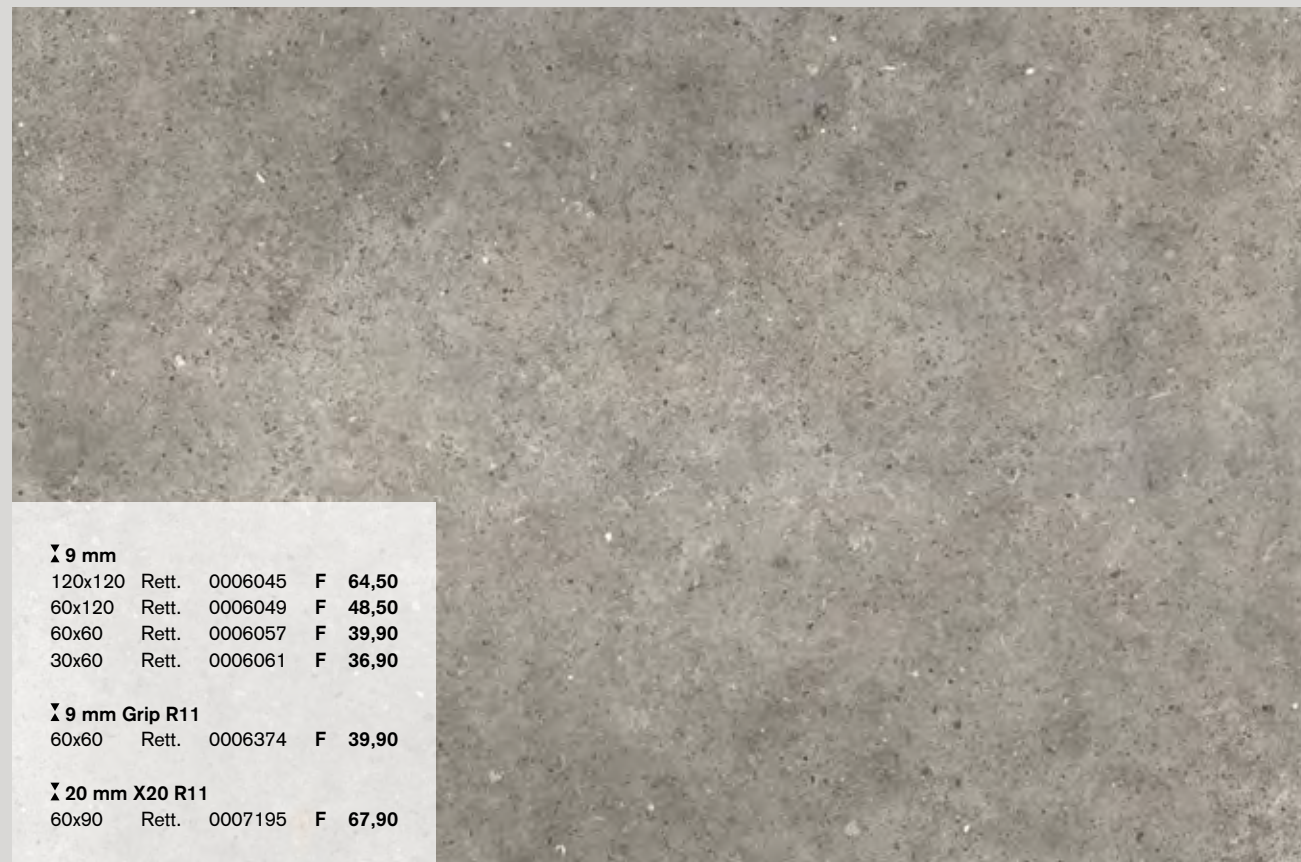 9 mm
120x120 Rett. 0006045 F 64,50
60x120 Rett. 0006049 F 48,50
60x60 Rett. 0006057 F 39,90
30x60 Rett. 0006061 F 36,90
9 mm Grip R11
60x60 Rett. 0006374 F 39,90
20 mm X20 R11
60x90 Rett. 0007195 F 67,90